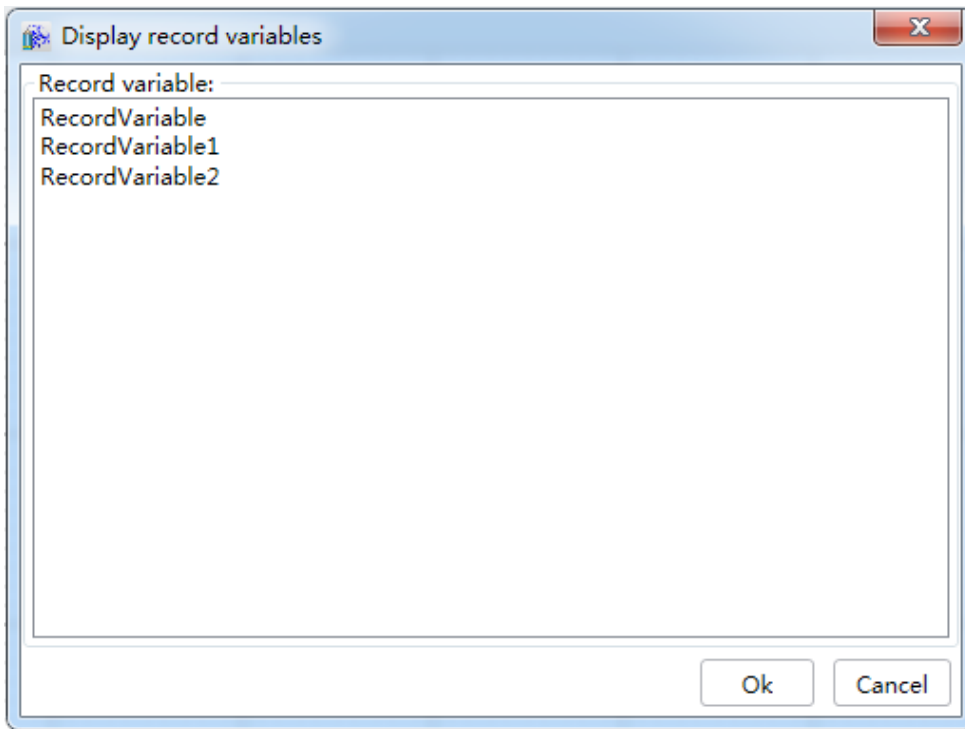 Display record variables
Record variable:
RecordVariable
RecordVariable1
RecordVariable2
Ok Cancel